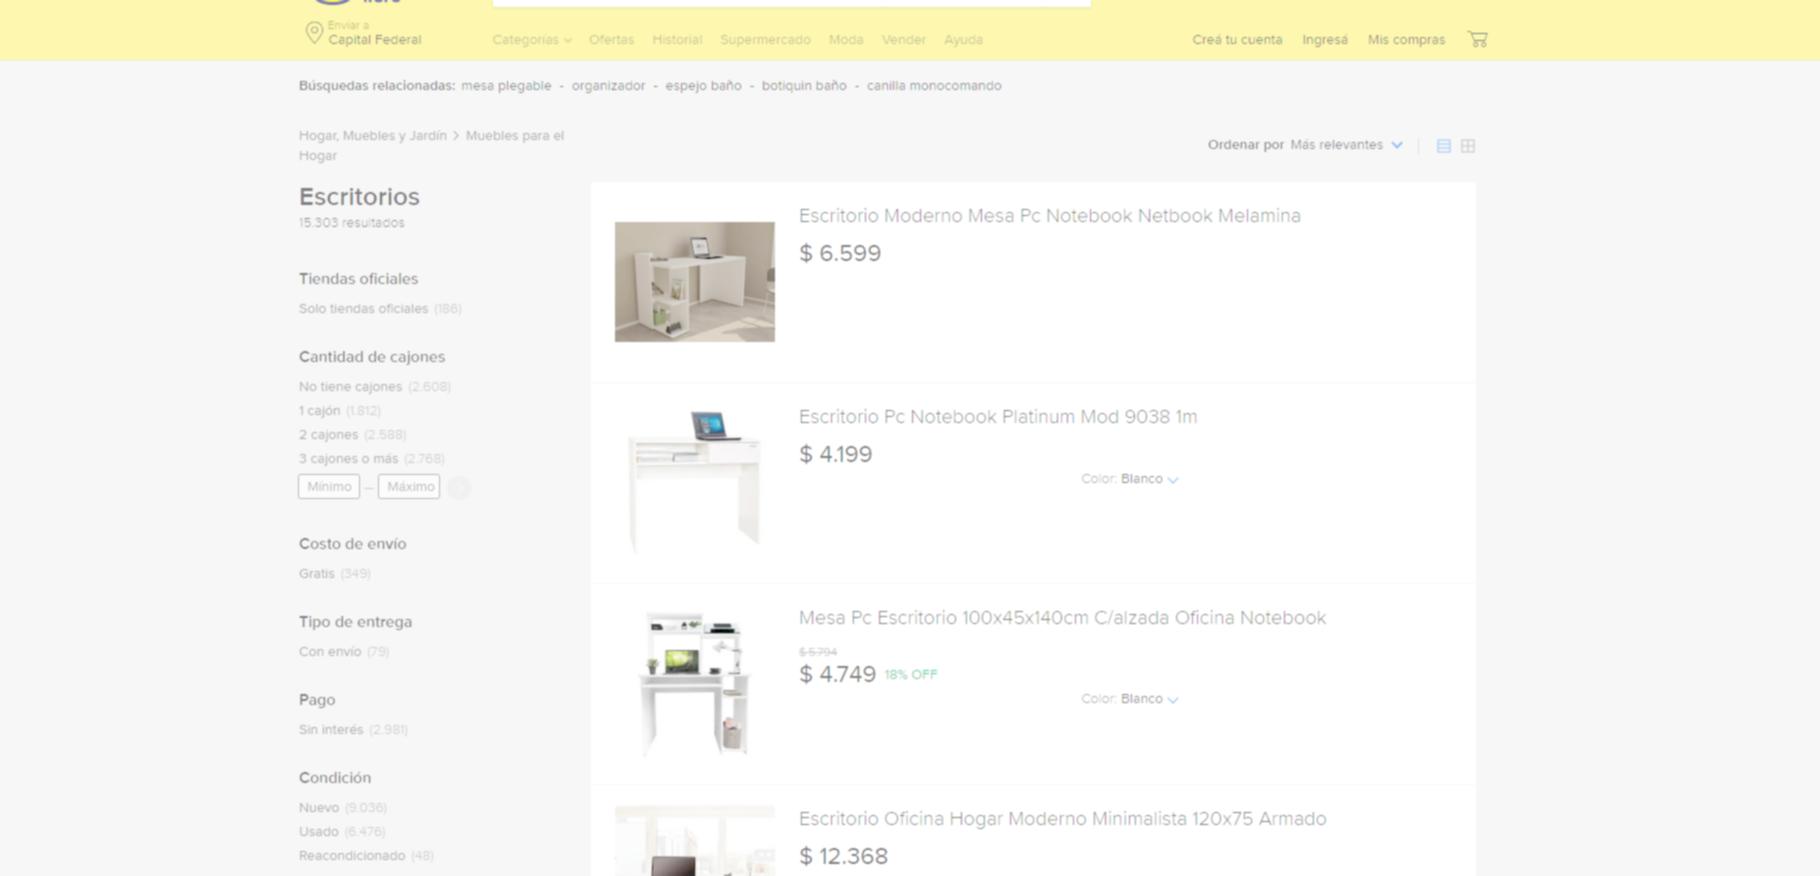 Enviar a
Capital Federal
Categorías Ofertas Historial Supermercado Moda Vender Ayuda
Creá tu cuenta Ingresá Mis compras
Búsquedas relacionadas: mesa plegable - organizador - espejo baño - botiquin baño - canilla monocomando
Hogar, Muebles y Jardín > Muebles para el
Hogar
Ordenar por Más relevantes
Escritorios
15.303 resultados
Tiendas oficiales
Solo tiendas oficiales (186)
Cantidad de cajones
No tiene cajones (2.608)
1 cajón (1.812)
2 cajones (2.588)
3 cajones o más (2.768)
Mínimo — Máximo
Costo de envío
Gratis (349)
Tipo de entrega
Con envío (79)
Pago
Sin interés (2.981)
Condición
Nuevo (9.036)
Usado (6.476)
Reacondicionado (48)
Escritorio Moderno Mesa Pc Notebook Netbook Melamina
$ 6.599
Escritorio Pc Notebook Platinum Mod 9038 1m
$ 4.199
Color: Blanco
Mesa Pc Escritorio 100x45x140cm C/alzada Oficina Notebook
$ 5.794
$ 4.749 18% OFF
Color: Blanco
Escritorio Oficina Hogar Moderno Minimalista 120x75 Armado
$ 12.368